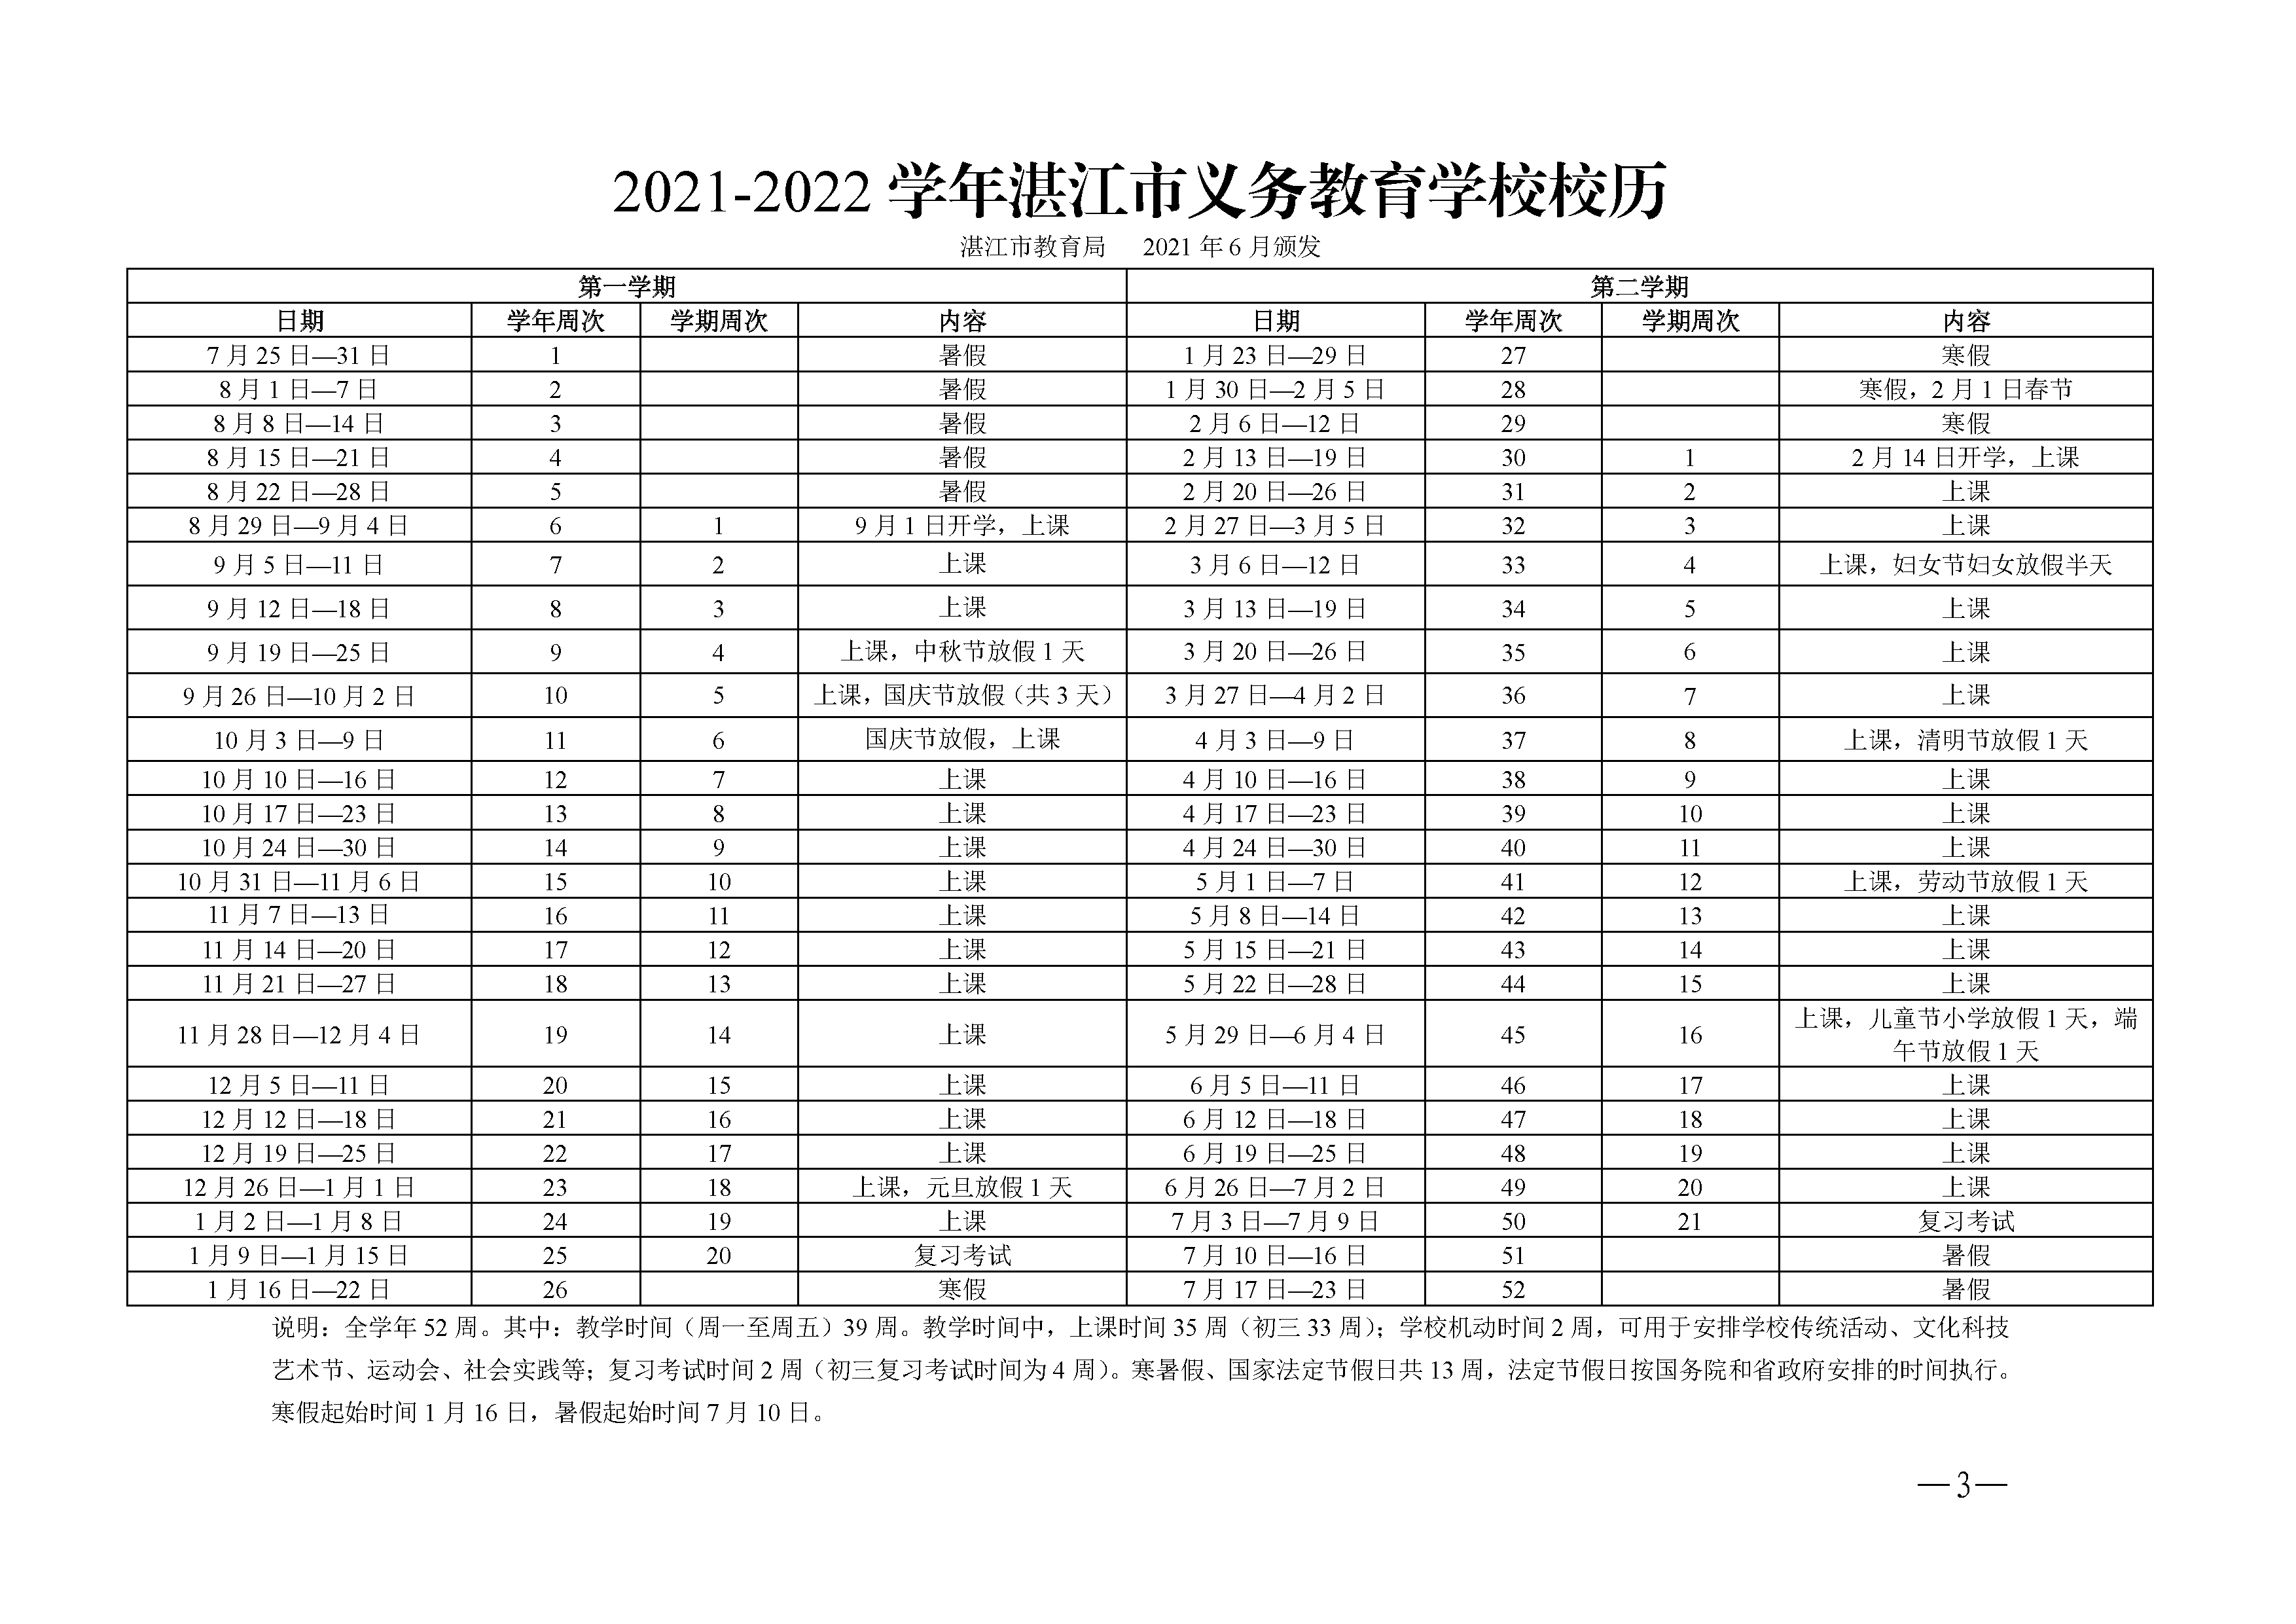 2021-2022 学年湛江市义务教育学校校历
湛江市教育局 2021 年 6 月颁发
第一学期 第二学期
日期 学年周次 学期周次 内容 日期 学年周次 学期周次 内容
7 月 25 日—31 日 1 暑假 1 月 23 日—29 日 27 寒假
8 月 1 日—7 日 2 暑假 1 月 30 日—2 月 5 日 28 寒假，2 月 1 日春节
8 月 8 日—14 日 3 暑假 2 月 6 日—12 日 29 寒假
8 月 15 日—21 日 4 暑假 2 月 13 日—19 日 30 1 2 月 14 日开学，上课
8 月 22 日—28 日 5 暑假 2 月 20 日—26 日 31 2 上课
8 月 29 日—9 月 4 日 6 1 9 月 1 日开学，上课 2 月 27 日—3 月 5 日 32 3 上课
9 月 5 日—11 日 7 2 上课 3 月 6 日—12 日 33 4 上课，妇女节妇女放假半天
9 月 12 日—18 日 8 3 上课 3 月 13 日—19 日 34 5 上课
9 月 19 日—25 日 9 4 上课，中秋节放假 1 天 3 月 20 日—26 日 35 6 上课
9 月 26 日—10 月 2 日 10 5 上课，国庆节放假（共 3 天） 3 月 27 日—4 月 2 日 36 7 上课
10 月 3 日—9 日 11 6 国庆节放假，上课 4 月 3 日—9 日 37 8 上课，清明节放假 1 天
10 月 10 日—16 日 12 7 上课 4 月 10 日—16 日 38 9 上课
10 月 17 日—23 日 13 8 上课 4 月 17 日—23 日 39 10 上课
10 月 24 日—30 日 14 9 上课 4 月 24 日—30 日 40 11 上课
10 月 31 日—11 月 6 日 15 10 上课 5 月 1 日—7 日 41 12 上课，劳动节放假 1 天
11 月 7 日—13 日 16 11 上课 5 月 8 日—14 日 42 13 上课
11 月 14 日—20 日 17 12 上课 5 月 15 日—21 日 43 14 上课
11 月 21 日—27 日 18 13 上课 5 月 22 日—28 日 44 15 上课
11 月 28 日—12 月 4 日 19 14 上课 5 月 29 日—6 月 4 日 45 16 上课，儿童节小学放假 1 天，端
午节放假 1 天
12 月 5 日—11 日 20 15 上课 6 月 5 日—11 日 46 17 上课
12 月 12 日—18 日 21 16 上课 6 月 12 日—18 日 47 18 上课
12 月 19 日—25 日 22 17 上课 6 月 19 日—25 日 48 19 上课
12 月 26 日—1 月 1 日 23 18 上课，元旦放假 1 天 6 月 26 日—7 月 2 日 49 20 上课
1 月 2 日—1 月 8 日 24 19 上课 7 月 3 日—7 月 9 日 50 21 复习考试
1 月 9 日—1 月 15 日 25 20 复习考试 7 月 10 日—16 日 51 暑假
1 月 16 日—22 日 26 寒假 7 月 17 日—23 日 52 暑假
说明：全学年 52 周。其中：教学时间（周一至周五）39 周。教学时间中，上课时间 35 周（初三 33 周）；学校机动时间 2 周，可用于安排学校传统活动、文化科技
艺术节、运动会、社会实践等；复习考试时间 2 周（初三复习考试时间为 4 周）。寒暑假、国家法定节假日共 13 周，法定节假日按国务院和省政府安排的时间执行。
寒假起始时间 1 月 16 日，暑假起始时间 7 月 10 日。
—3—